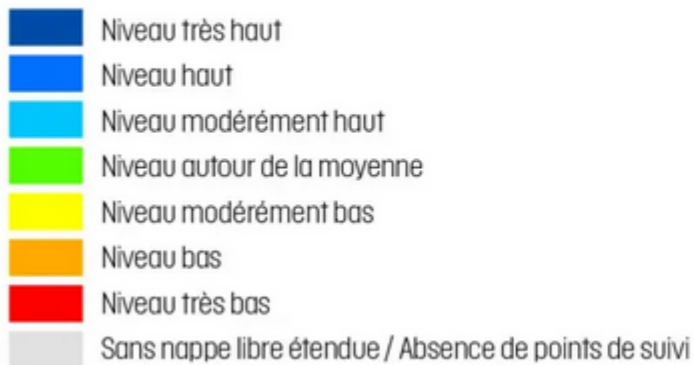 Niveau très haut
Niveau haut
Niveau modérément haut
Niveau autour de la moyenne
Niveau modérément bas
Niveau bas
Niveau très bas
Sans nappe libre étendue / Absence de points de suivi